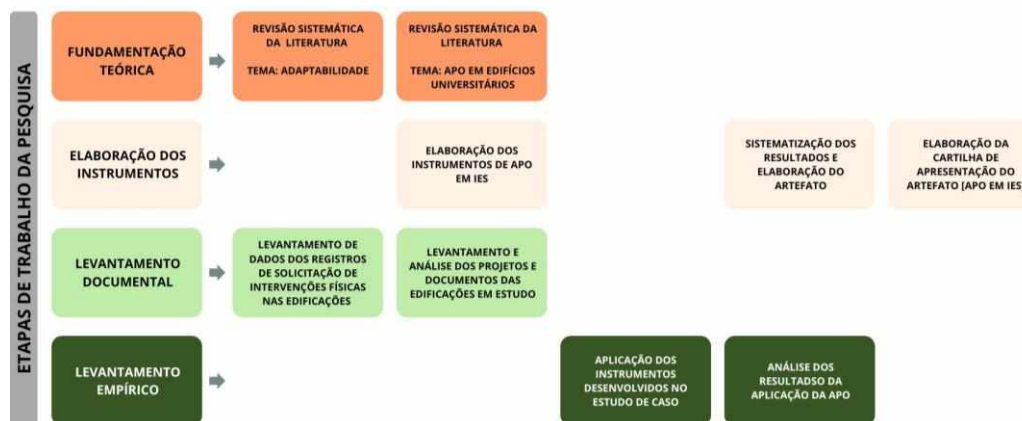 ETAPAS DE TRABALHO DA PESQUISA
FUNDAMENTAÇÃO
TEÓRICA
REVISÃO SISTEMÁTICA
DA LITERATURA
TEMA: ADAPTABILIDADE
REVISÃO SISTEMÁTICA DA
LITERATURA
TEMA: APO EM EDIFÍCIOS
UNIVERSITÁRIOS
ELABORAÇÃO DOS
INSTRUMENTOS
ELABORAÇÃO DOS
INSTRUMENTOS DE APO
EM IES
SISTEMATIZAÇÃO DOS
RESULTADOS E
ELABORAÇÃO DO
ARTEFATO
ELABORAÇÃO DA
CARTILHA DE
APRESENTAÇÃO DO
ARTEFATO [APO EM IES]
LEVANTAMENTO
DOCUMENTAL
LEVANTAMENTO DE
DADOS DOS REGISTROS
DE SOLICITAÇÃO DE
INTERVENÇÕES FÍSICAS
NAS EDIFICAÇÕES
LEVANTAMENTO E
ANÁLISE DOS PROJETOS E
DOCUMENTOS DAS
EDIFICAÇÕES EM ESTUDO
LEVANTAMENTO
EMPÍRICO
APLICAÇÃO DOS
INSTRUMENTOS
DESENVOLVIDOS NO
ESTUDO DE CASO
ANÁLISE DOS
RESULTADSO DA
APLICAÇÃO DA APO